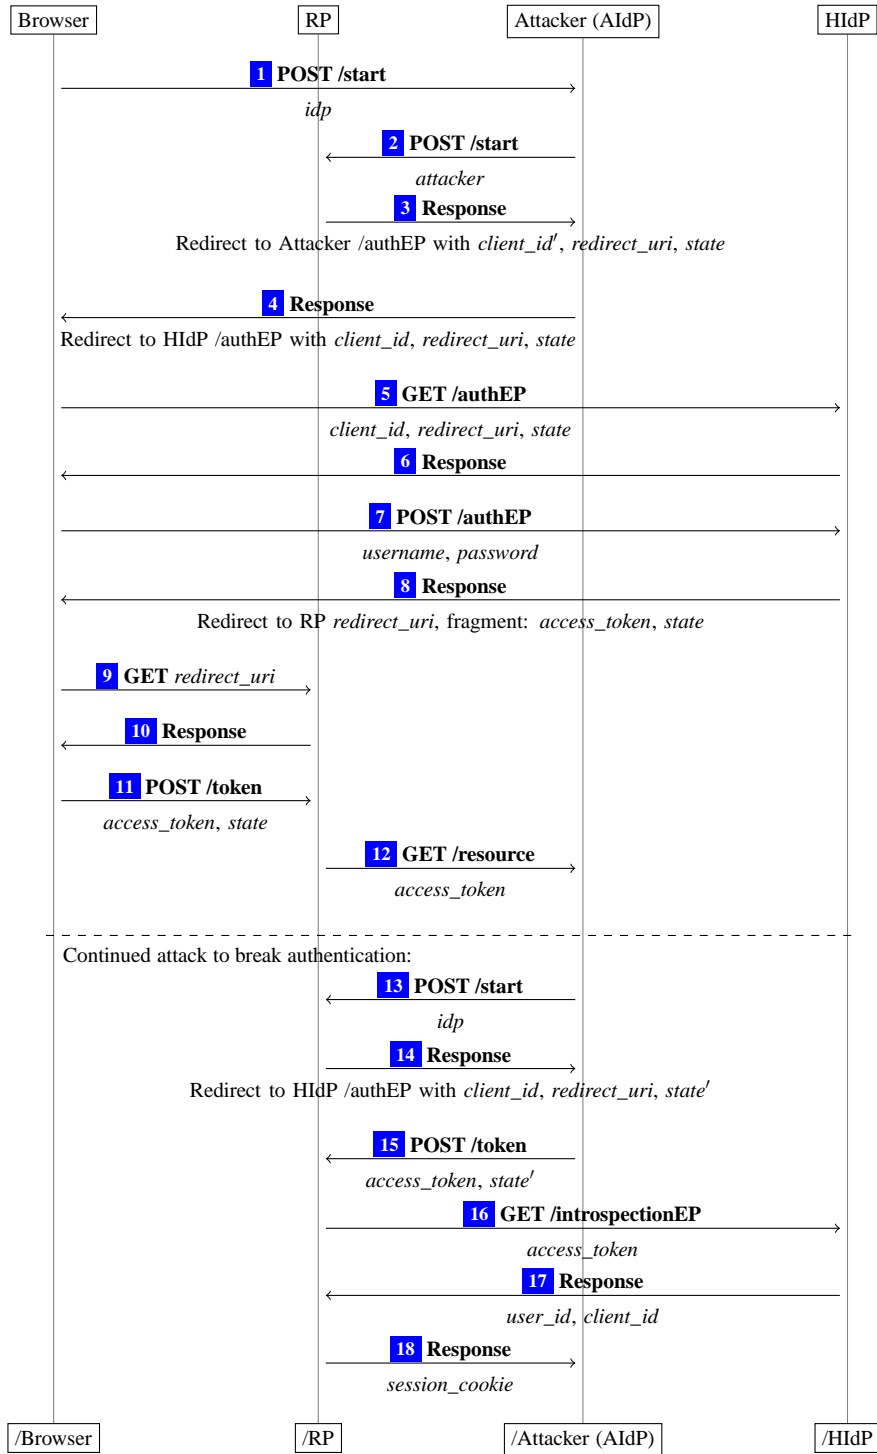 Browser RP Attacker (AIdP) HIdP
1 POST /start
idp
2 POST /start
attacker
3 Response
Redirect to Attacker /authEP with client_id′, redirect_uri, state
4 Response
Redirect to HIdP /authEP with client_id, redirect_uri, state
5 GET /authEP
client_id, redirect_uri, state
6 Response
7 POST /authEP
username, password
8 Response
Redirect to RP redirect_uri, fragment: access_token, state
9 GET redirect_uri
10 Response
11 POST /token
access_token, state
12 GET /resource
access_token
Continued attack to break authentication:
13 POST /start
idp
14 Response
Redirect to HIdP /authEP with client_id, redirect_uri, state′
15 POST /token
access_token, state′
16 GET /introspectionEP
access_token
17 Response
user_id, client_id
18 Response
session_cookie
/Browser /RP /Attacker (AIdP) /HIdP